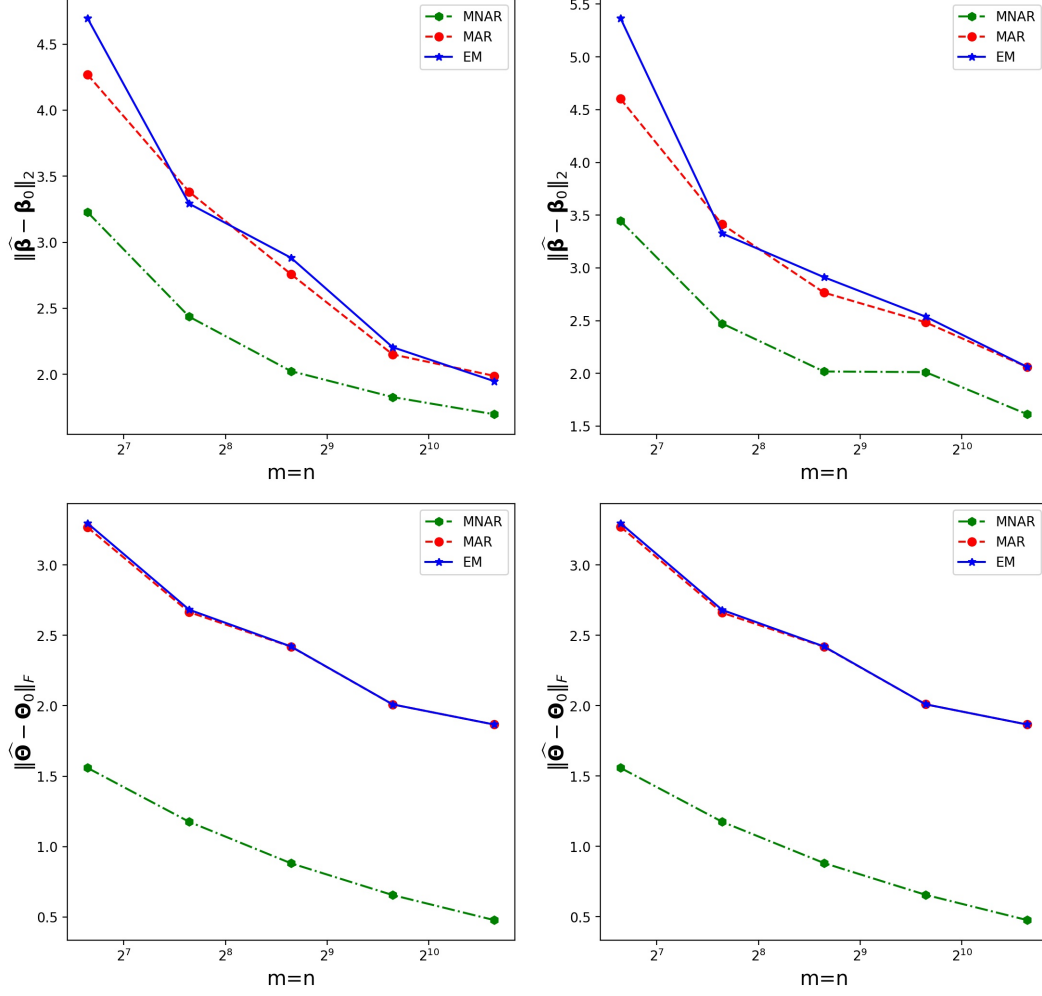 4.5
4.0
3.5
3.0
2.5
2.0
‖β̂ − β₀‖₂
MNAR
MAR
EM
2⁷ 2⁸ 2⁹ 2¹⁰
m=n
5.5
5.0
4.5
4.0
3.5
3.0
2.5
2.0
1.5
‖β̂ − β₀‖₂
MNAR
MAR
EM
2⁷ 2⁸ 2⁹ 2¹⁰
m=n
3.0
2.5
2.0
1.5
1.0
0.5
‖Θ̂ − Θ₀‖F
MNAR
MAR
EM
2⁷ 2⁸ 2⁹ 2¹⁰
m=n
3.0
2.5
2.0
1.5
1.0
0.5
‖Θ̂ − Θ₀‖F
MNAR
MAR
EM
2⁷ 2⁸ 2⁹ 2¹⁰
m=n